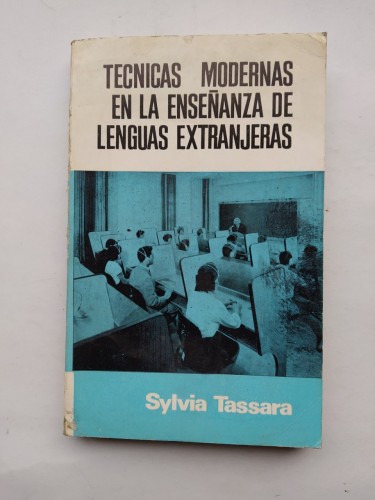 TECNICAS MODERNAS
EN LA ENSEÑANZA DE
LENGUAS EXTRANJERAS
Sylvia Tassara